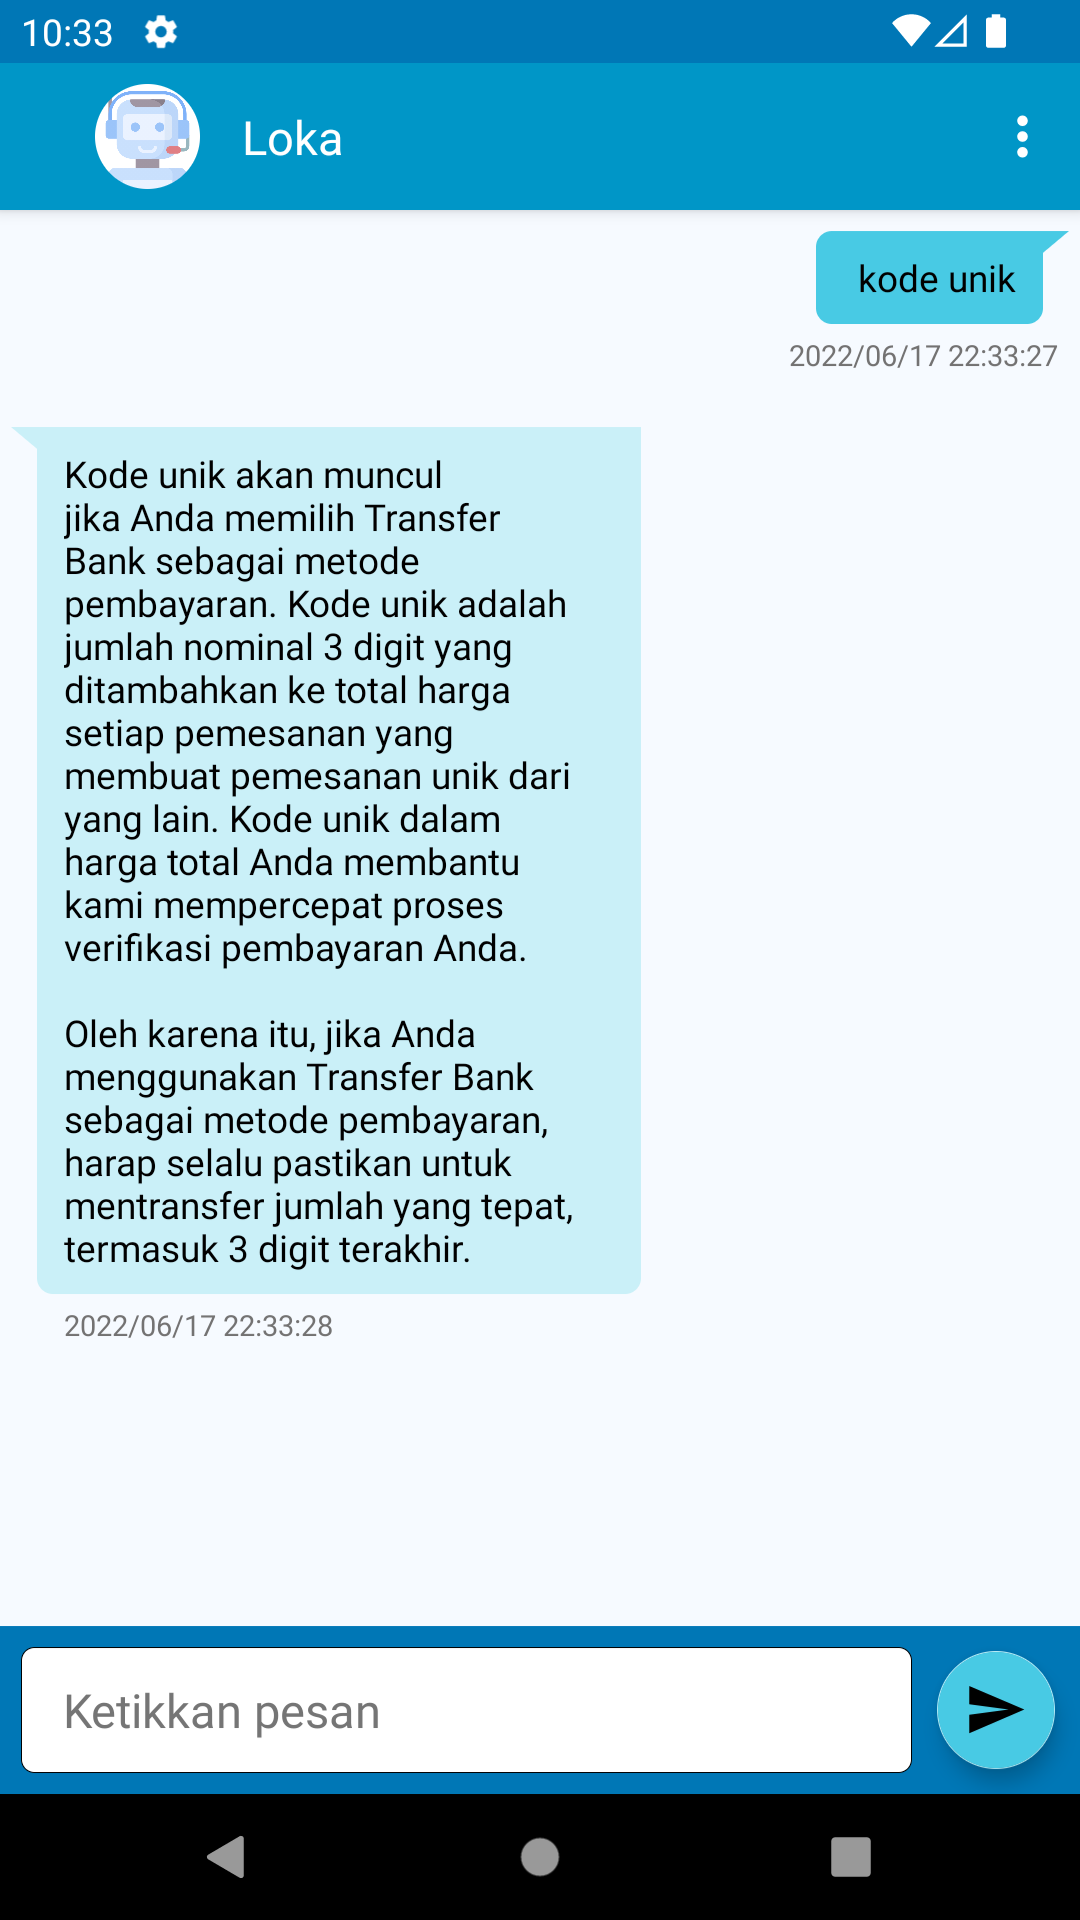 10:33
Loka
kode unik
2022/06/17 22:33:27
Kode unik akan muncul
jika Anda memilih Transfer
Bank sebagai metode
pembayaran. Kode unik adalah
jumlah nominal 3 digit yang
ditambahkan ke total harga
setiap pemesanan yang
membuat pemesanan unik dari
yang lain. Kode unik dalam
harga total Anda membantu
kami mempercepat proses
verifikasi pembayaran Anda.
Oleh karena itu, jika Anda
menggunakan Transfer Bank
sebagai metode pembayaran,
harap selalu pastikan untuk
mentransfer jumlah yang tepat,
termasuk 3 digit terakhir.
2022/06/17 22:33:28
Ketikkan pesan